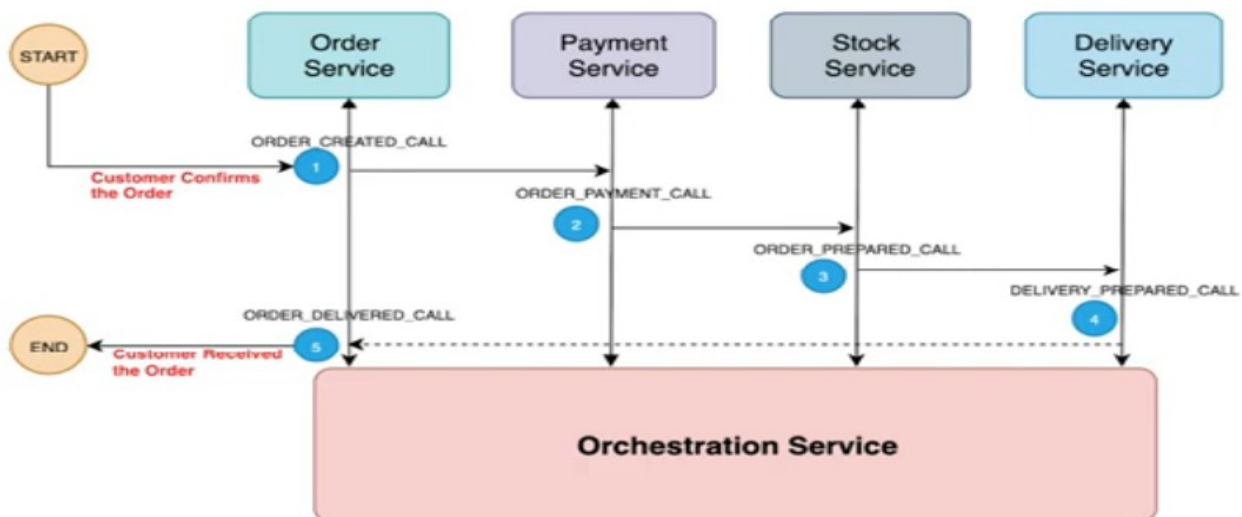 START
Order
Service
Payment
Service
Stock
Service
Delivery
Service
ORDER_CREATED_CALL
1
Customer Confirms
the Order
ORDER_PAYMENT_CALL
2
ORDER_PREPARED_CALL
3
DELIVERY_PREPARED_CALL
4
ORDER_DELIVERED_CALL
5
END
Customer Received
the Order
Orchestration Service